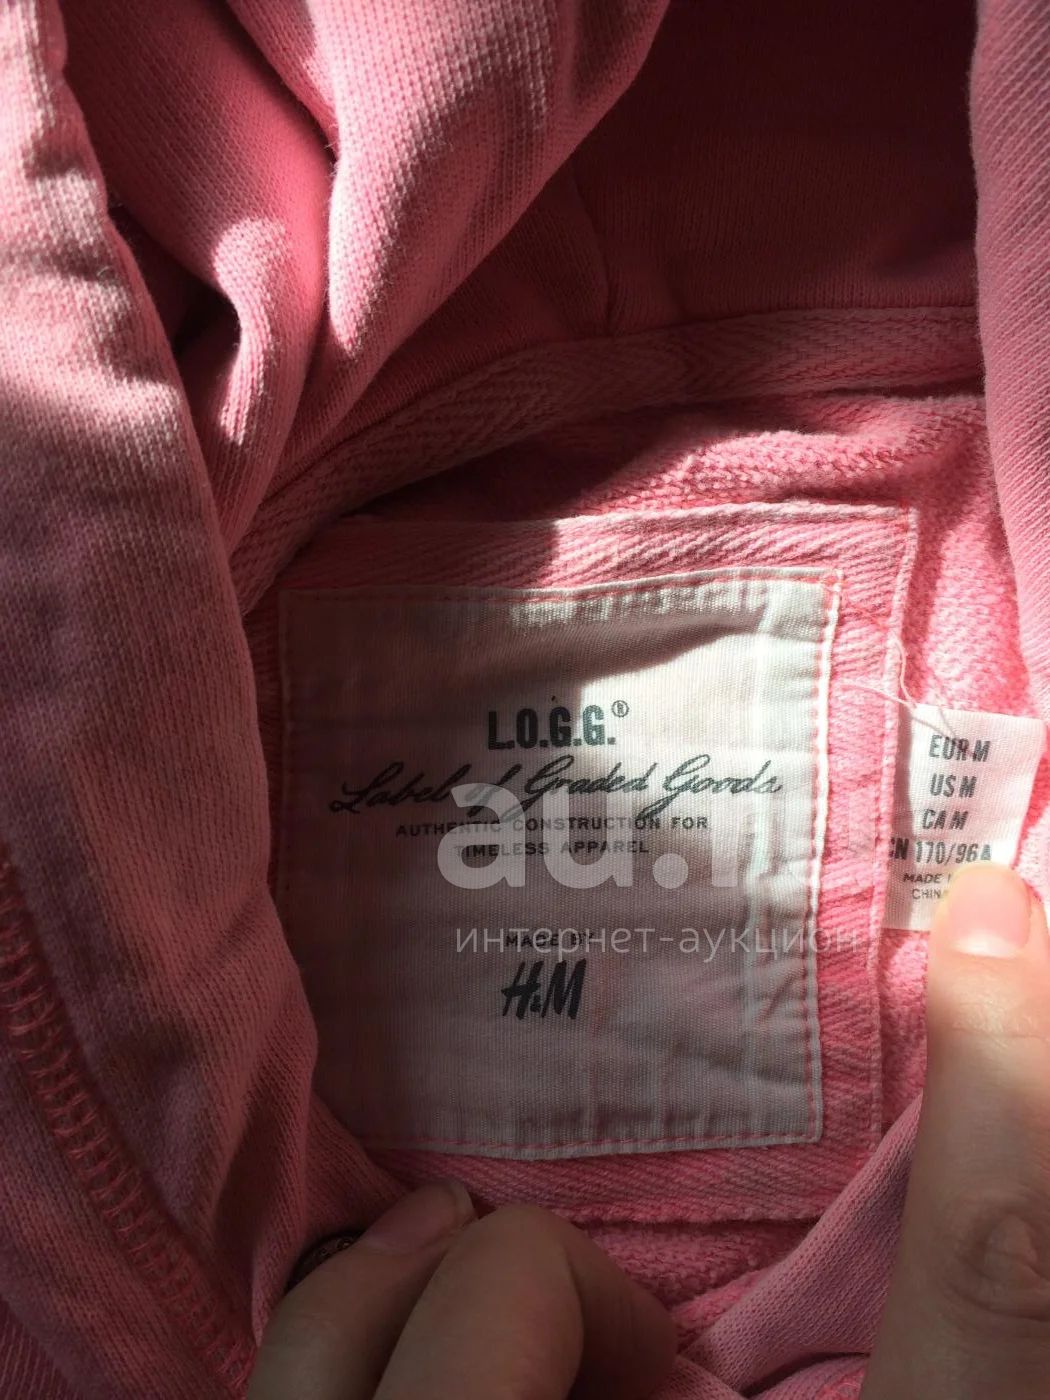 L.O.G.G.®
Label of Graded Goods
AUTHENTIC CONSTRUCTION FOR
TIMELESS APPAREL
MADE BY
H&M
EUR M
US M
CA M
CN 170/96A
MADE
CHINA
au.ru
интернет-аукцион